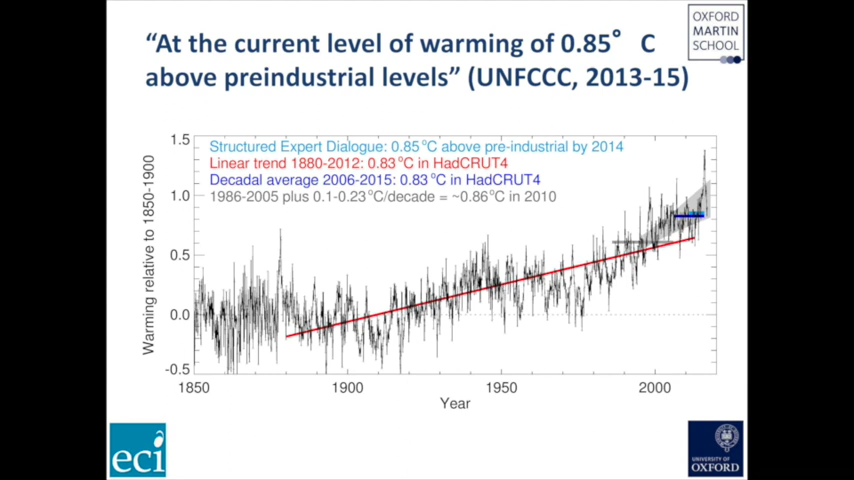 OXFORD
MARTIN
SCHOOL
“At the current level of warming of 0.85° C
above preindustrial levels” (UNFCCC, 2013-15)
Structured Expert Dialogue: 0.85°C above pre-industrial by 2014
Linear trend 1880-2012: 0.83°C in HadCRUT4
Decadal average 2006-2015: 0.83°C in HadCRUT4
1986-2005 plus 0.1-0.23°C/decade = ~0.86°C in 2010
Warming relative to 1850-1900
1.5
1.0
0.5
0.0
-0.5
1850 1900 1950 2000
Year
eci
UNIVERSITY OF
OXFORD